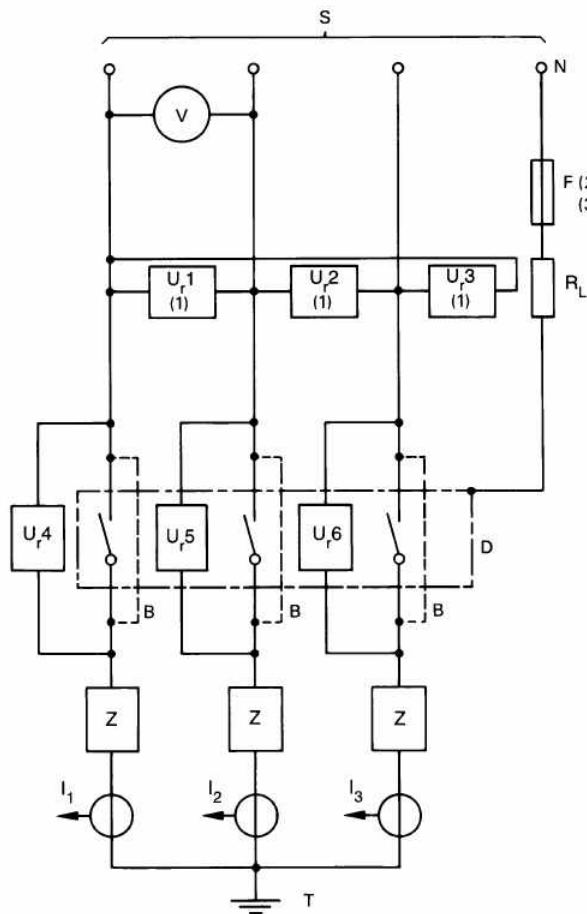 S
N
V
F (2
(3
U_r1
(1)
U_r2
(1)
U_r3
(1)
R_L
U_r4
U_r5
U_r6
D
B
B
B
Z
Z
Z
I_1
I_2
I_3
T